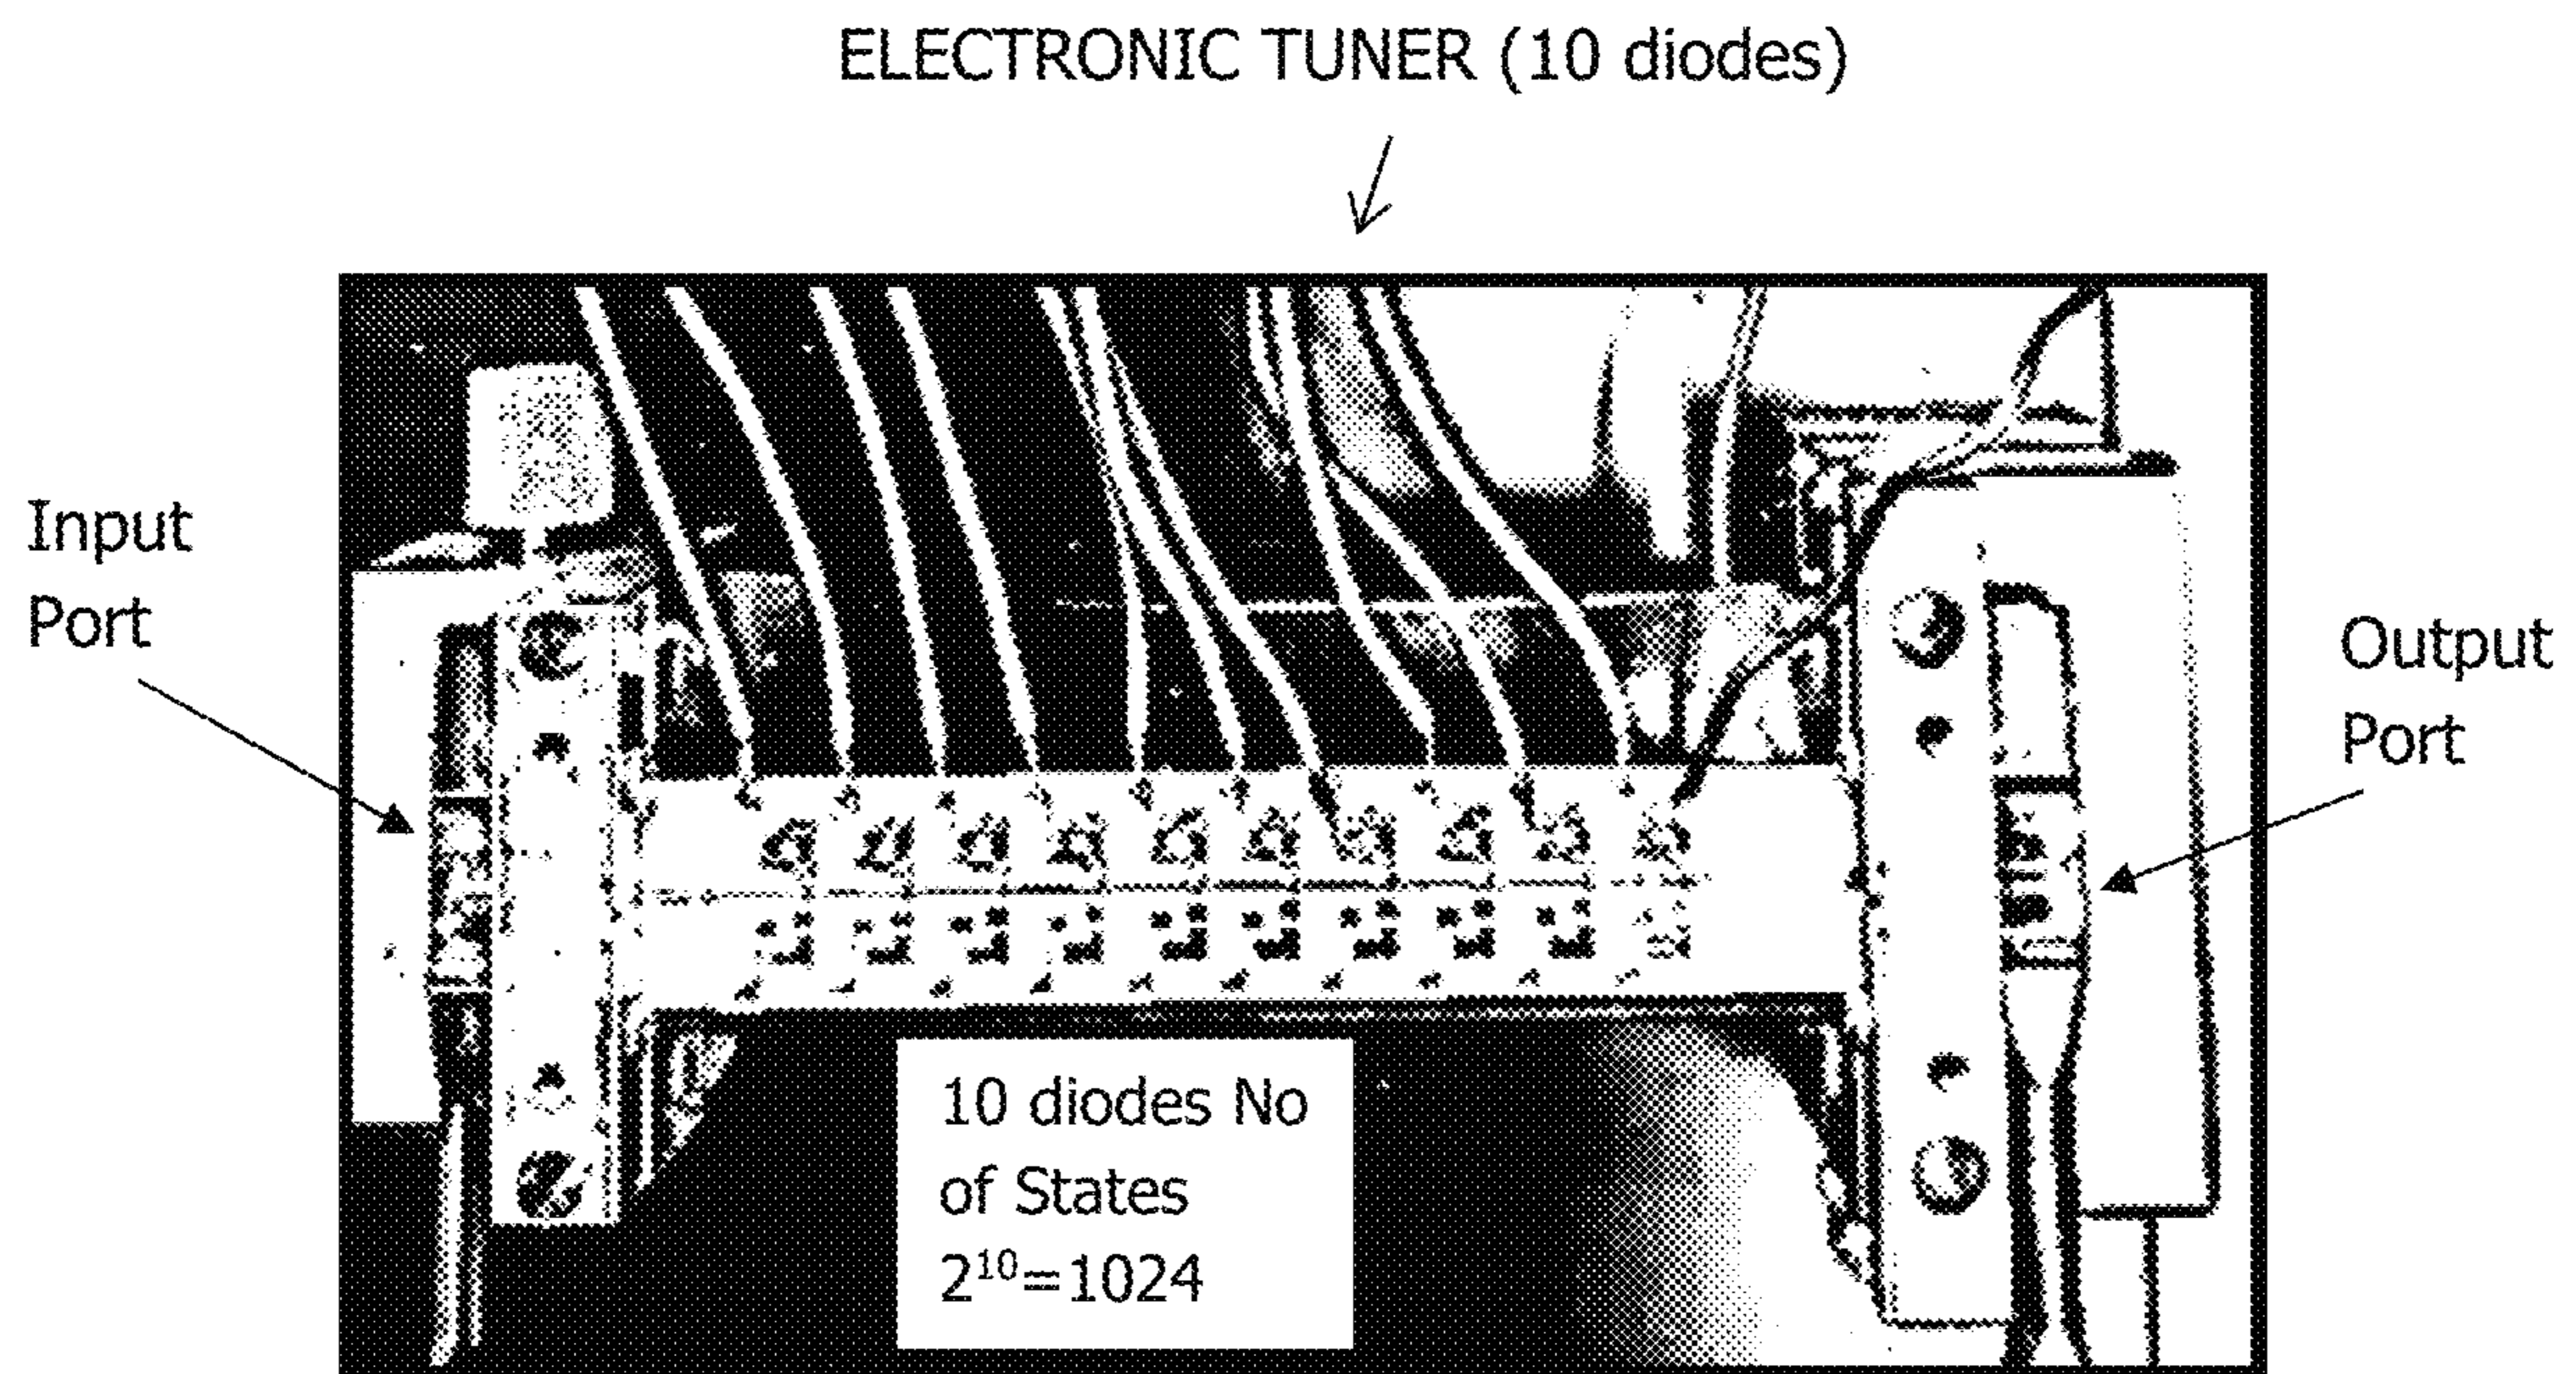 ELECTRONIC TUNER (10 diodes)
Input
Port
Output
Port
10 diodes No
of States
2¹⁰=1024